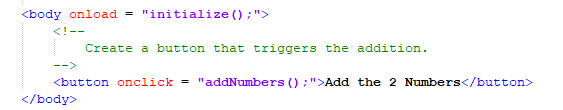 <body onload = "initialize();">
<!--
Create a button that triggers the addition.
-->
<button onclick = "addNumbers();">Add the 2 Numbers</button>
</body>